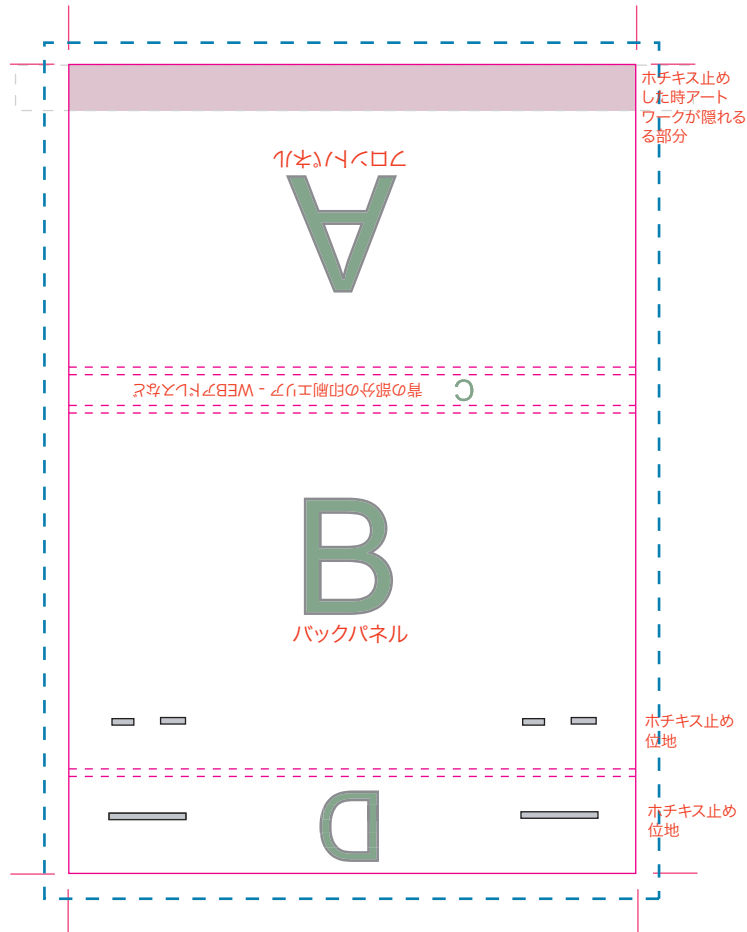 ホチキス止め
した時アート
ワークが隠れる
る部分
フロントパネル
A
背の部分の印刷エリア - WEBアドレスなど
C
B
バックパネル
ホチキス止め
位地
D
ホチキス止め
位地